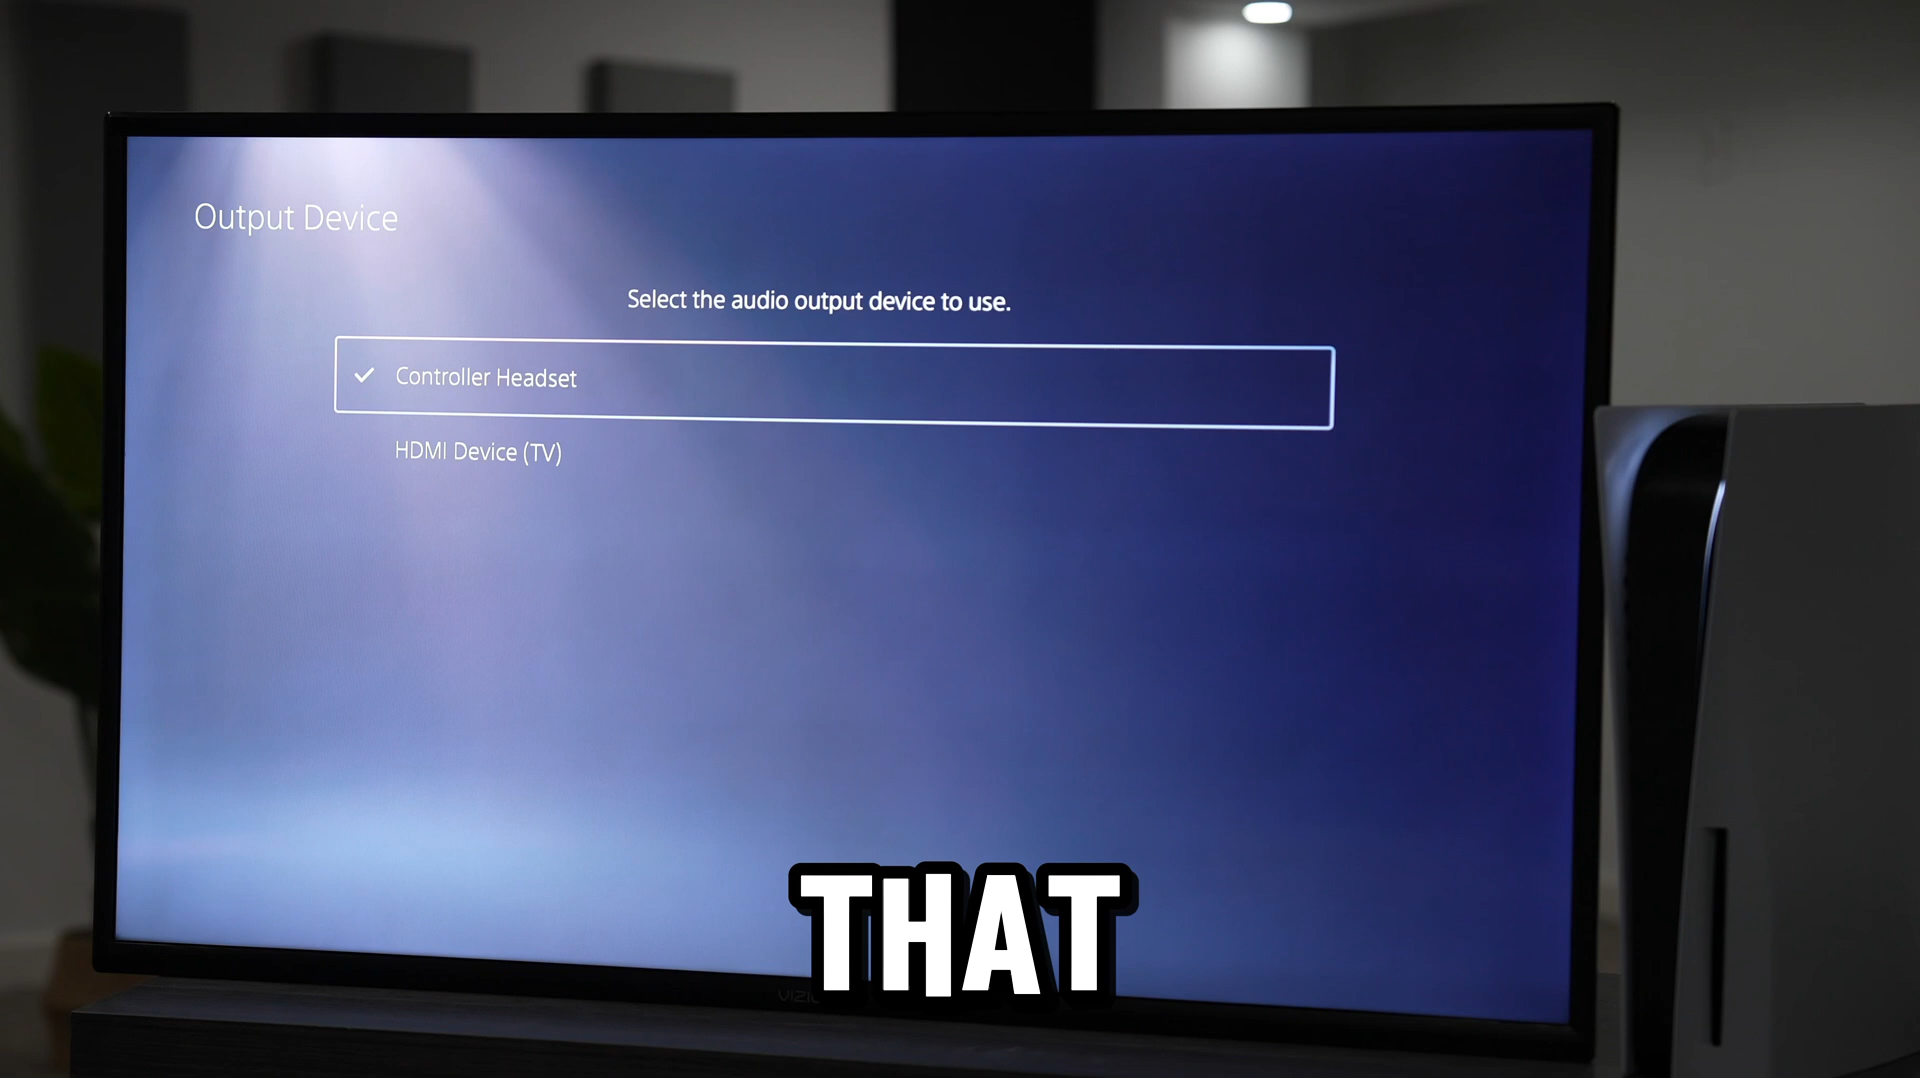 Output Device
Select the audio output device to use.
✓ Controller Headset
HDMI Device (TV)
THAT